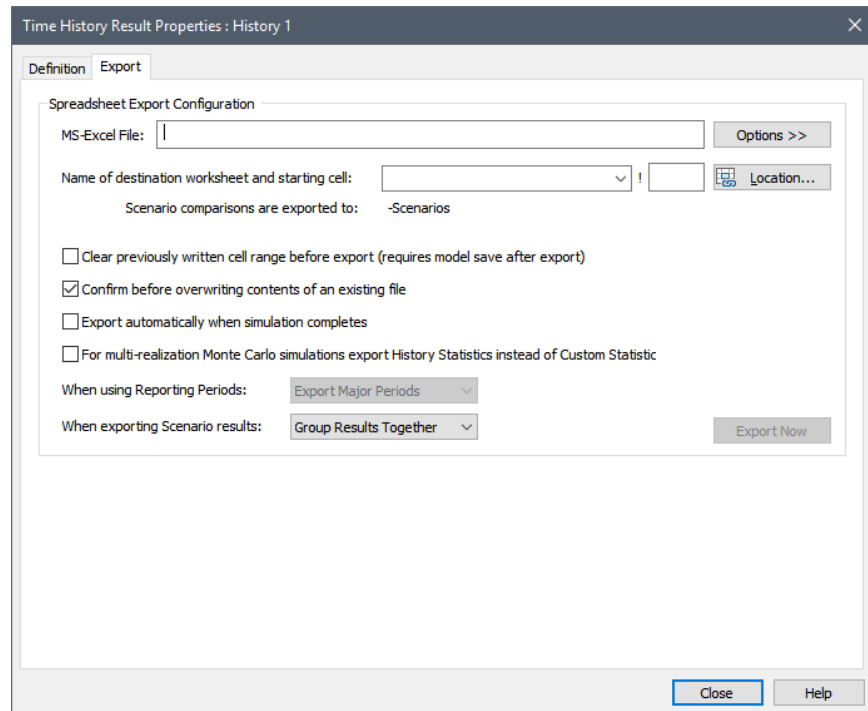 Time History Result Properties : History 1
Definition Export
Spreadsheet Export Configuration
MS-Excel File: Options >>
Name of destination worksheet and starting cell: ! Location...
Scenario comparisons are exported to: -Scenarios
Clear previously written cell range before export (requires model save after export)
Confirm before overwriting contents of an existing file
Export automatically when simulation completes
For multi-realization Monte Carlo simulations export History Statistics instead of Custom Statistic
When using Reporting Periods: Export Major Periods
When exporting Scenario results: Group Results Together Export Now
Close Help